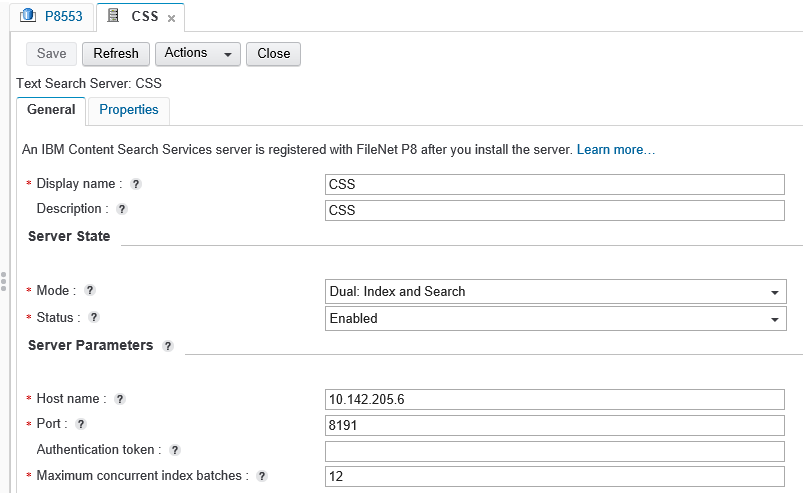 P8553 CSS
Save Refresh Actions Close
Text Search Server: CSS
General Properties
An IBM Content Search Services server is registered with FileNet P8 after you install the server. Learn more…
* Display name : ? CSS
Description : ? CSS
Server State
* Mode : ? Dual: Index and Search
* Status : ? Enabled
Server Parameters ?
* Host name : ? 10.142.205.6
* Port : ? 8191
Authentication token : ?
* Maximum concurrent index batches : ? 12